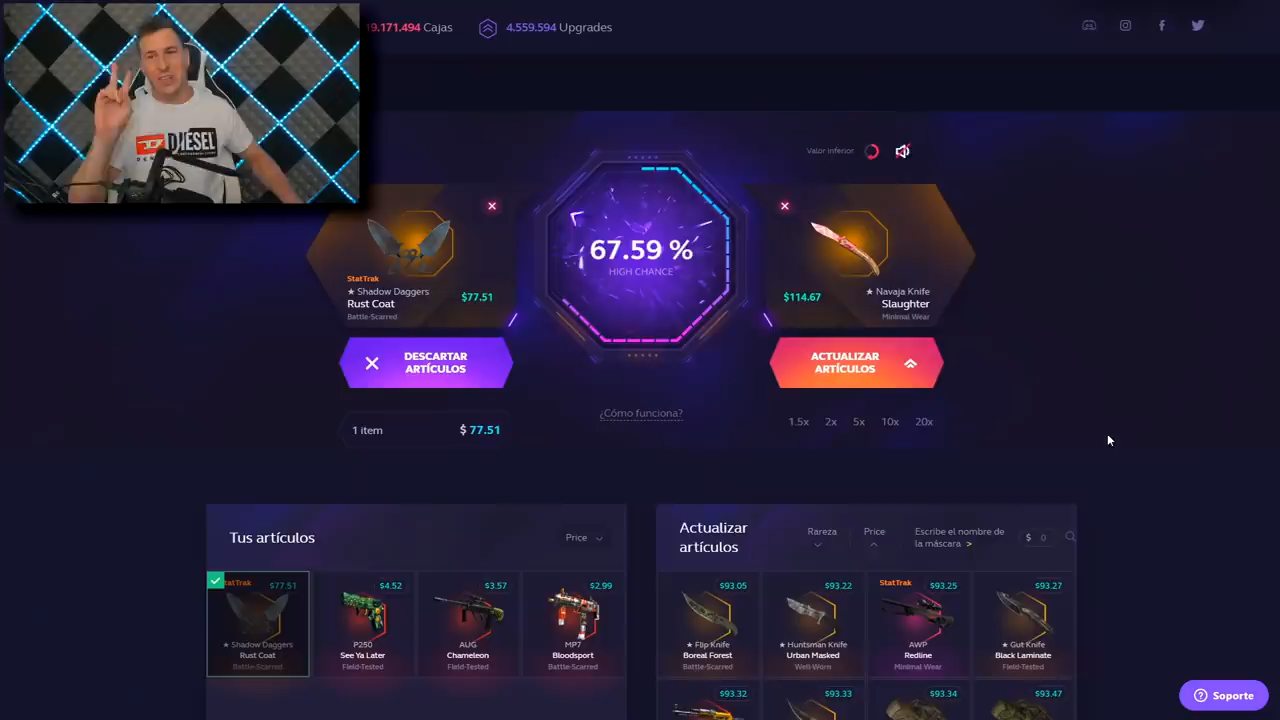 19.171.494 Cajas
4.559.594 Upgrades
DIESEL
Valor inferior
67.59 %
HIGH CHANCE
StatTrak
★ Shadow Daggers
Rust Coat
$77.51
Battle-Scarred
$114.67
★ Navaja Knife
Slaughter
Minimal Wear
DESCARTAR
ARTÍCULOS
ACTUALIZAR
ARTÍCULOS
1 item
$ 77.51
¿Cómo funciona?
1.5x 2x 5x 10x 20x
Tus artículos
Price
Actualizar
artículos
Rareza
Price
Escribe el nombre de
la máscara >
$ 0
$77.51
★ Shadow Daggers
Rust Coat
Battle-Scarred
$4.52
P250
See Ya Later
Field-Tested
$3.57
AUG
Chameleon
Field-Tested
$2.99
MP7
Bloodsport
Battle-Scarred
$93.05
★ Flip Knife
Boreal Forest
Battle-Scarred
$93.22
★ Huntsman Knife
Urban Masked
Well-Worn
StatTrak
$93.25
AWP
Redline
Minimal Wear
$93.27
★ Gut Knife
Black Laminate
Field-Tested
$93.32
$93.33
$93.34
$93.47
Soporte